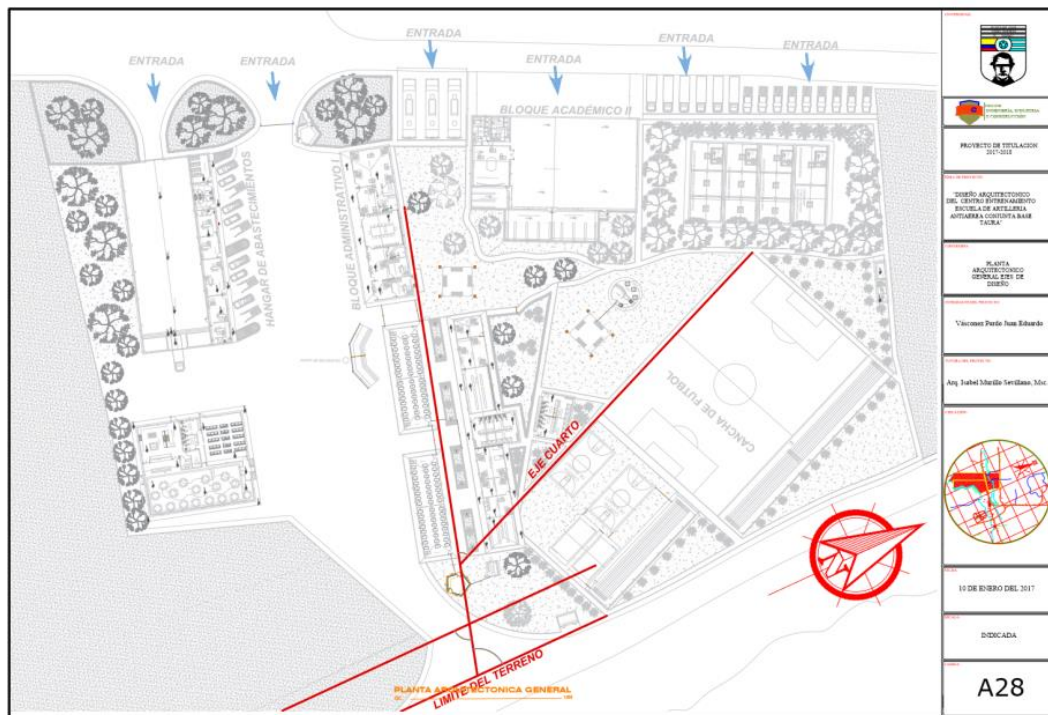 ENTRADA
ENTRADA
ENTRADA
ENTRADA
ENTRADA
ENTRADA
BLOQUE ACADÉMICO II
HANGAR DE ABASTECIMIENTOS
BLOQUE ADMINISTRATIVO I
CANCHA DE FUTBOL
EJE CUARTO
LIMITE DEL TERRENO
PLANTA ARQUITECTONICA GENERAL
PROYECTO DE TITULACION
2017-2018
"DISEÑO ARQUITECTONICO
DEL CENTRO ENTRENAMIENTO
ESCUELA DE ARTILLERIA
ANTIAEREA CONJUNTA BASE
TAURA"
PLANTA
ARQUITECTONICO
GENERAL EJES DE
DISEÑO
Vásconez Pardo Juan Eduardo
Arq. Isabel Murillo Sevillano, Msc.
10 DE ENERO DEL 2017
INDICADA
A28